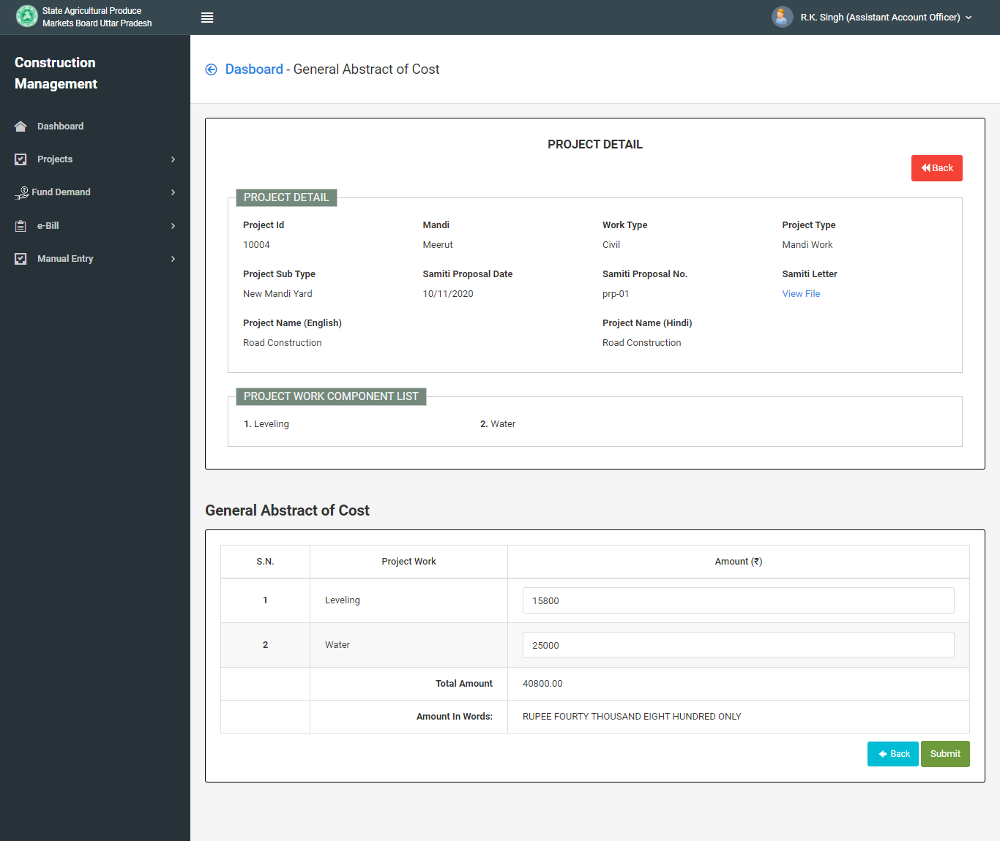 State Agricultural Produce
Markets Board Uttar Pradesh
R.K. Singh (Assistant Account Officer)
Construction
Management
Dashboard
Projects
Fund Demand
e-Bill
Manual Entry
Dasboard - General Abstract of Cost
PROJECT DETAIL
Back
PROJECT DETAIL
Project Id Mandi Work Type Project Type
10004 Meerut Civil Mandi Work
Project Sub Type Samiti Proposal Date Samiti Proposal No. Samiti Letter
New Mandi Yard 10/11/2020 prp-01 View File
Project Name (English) Project Name (Hindi)
Road Construction Road Construction
PROJECT WORK COMPONENT LIST
1. Leveling 2. Water
General Abstract of Cost
S.N. Project Work Amount (₹)
1 Leveling 15800
2 Water 25000
Total Amount 40800.00
Amount In Words: RUPEE FOURTY THOUSAND EIGHT HUNDRED ONLY
Back Submit